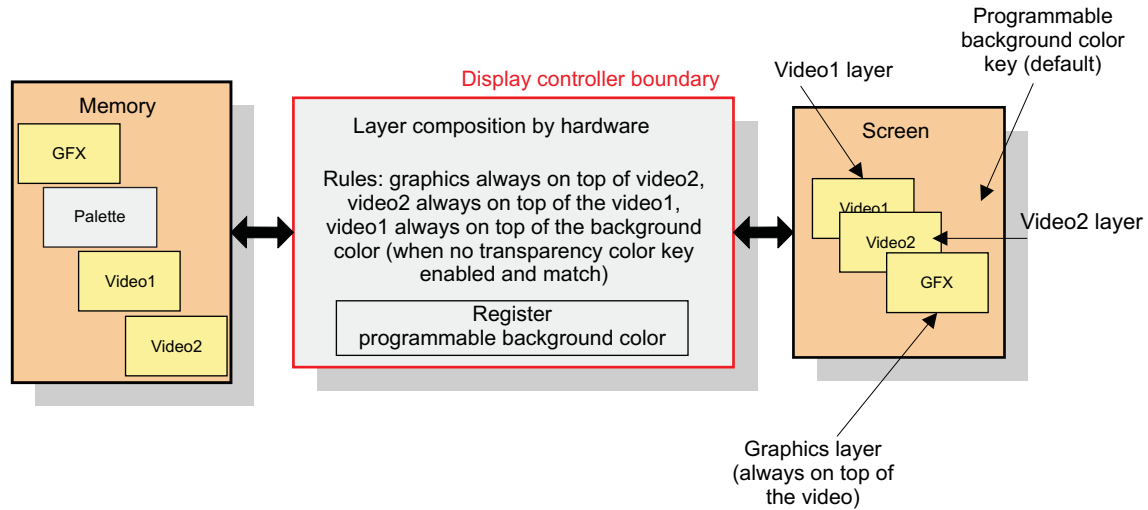 Programmable
background color
key (default)
Display controller boundary
Video1 layer
Memory
GFX
Palette
Video1
Video2
Layer composition by hardware
Rules: graphics always on top of video2,
video2 always on top of the video1,
video1 always on top of the background
color (when no transparency color key
enabled and match)
Register
programmable background color
Screen
Video1
Video2
GFX
Video2 layer
Graphics layer
(always on top of
the video)